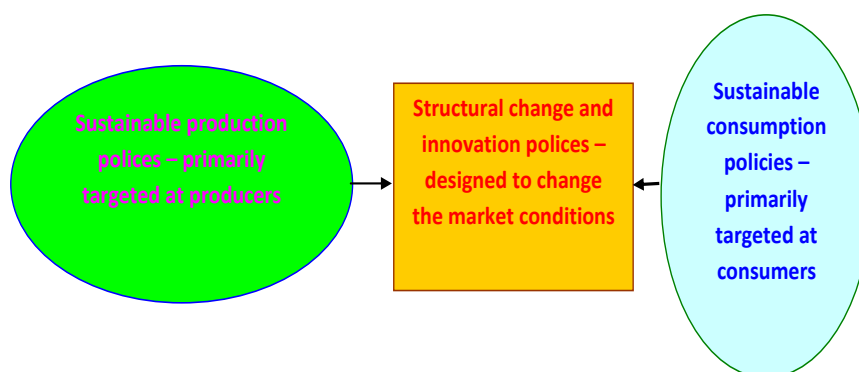 Sustainable production
polices – primarily
targeted at producers
Structural change and
innovation polices –
designed to change
the market conditions
Sustainable
consumption
policies –
primarily
targeted at
consumers